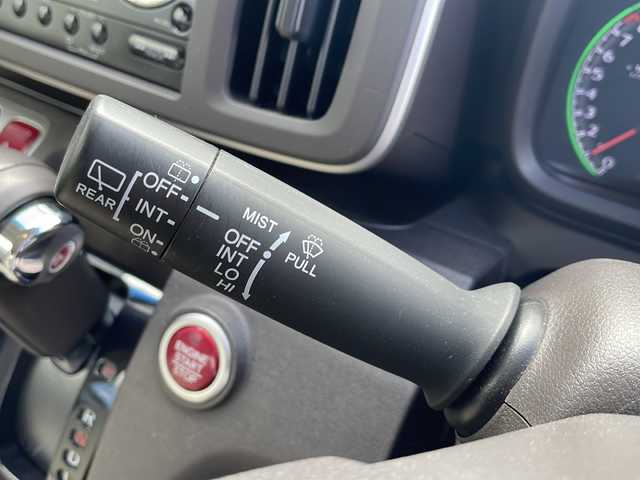 REAR
OFF
INT
ON
MIST
OFF
INT
LO
HI
PULL
ENGINE
START
STOP
R